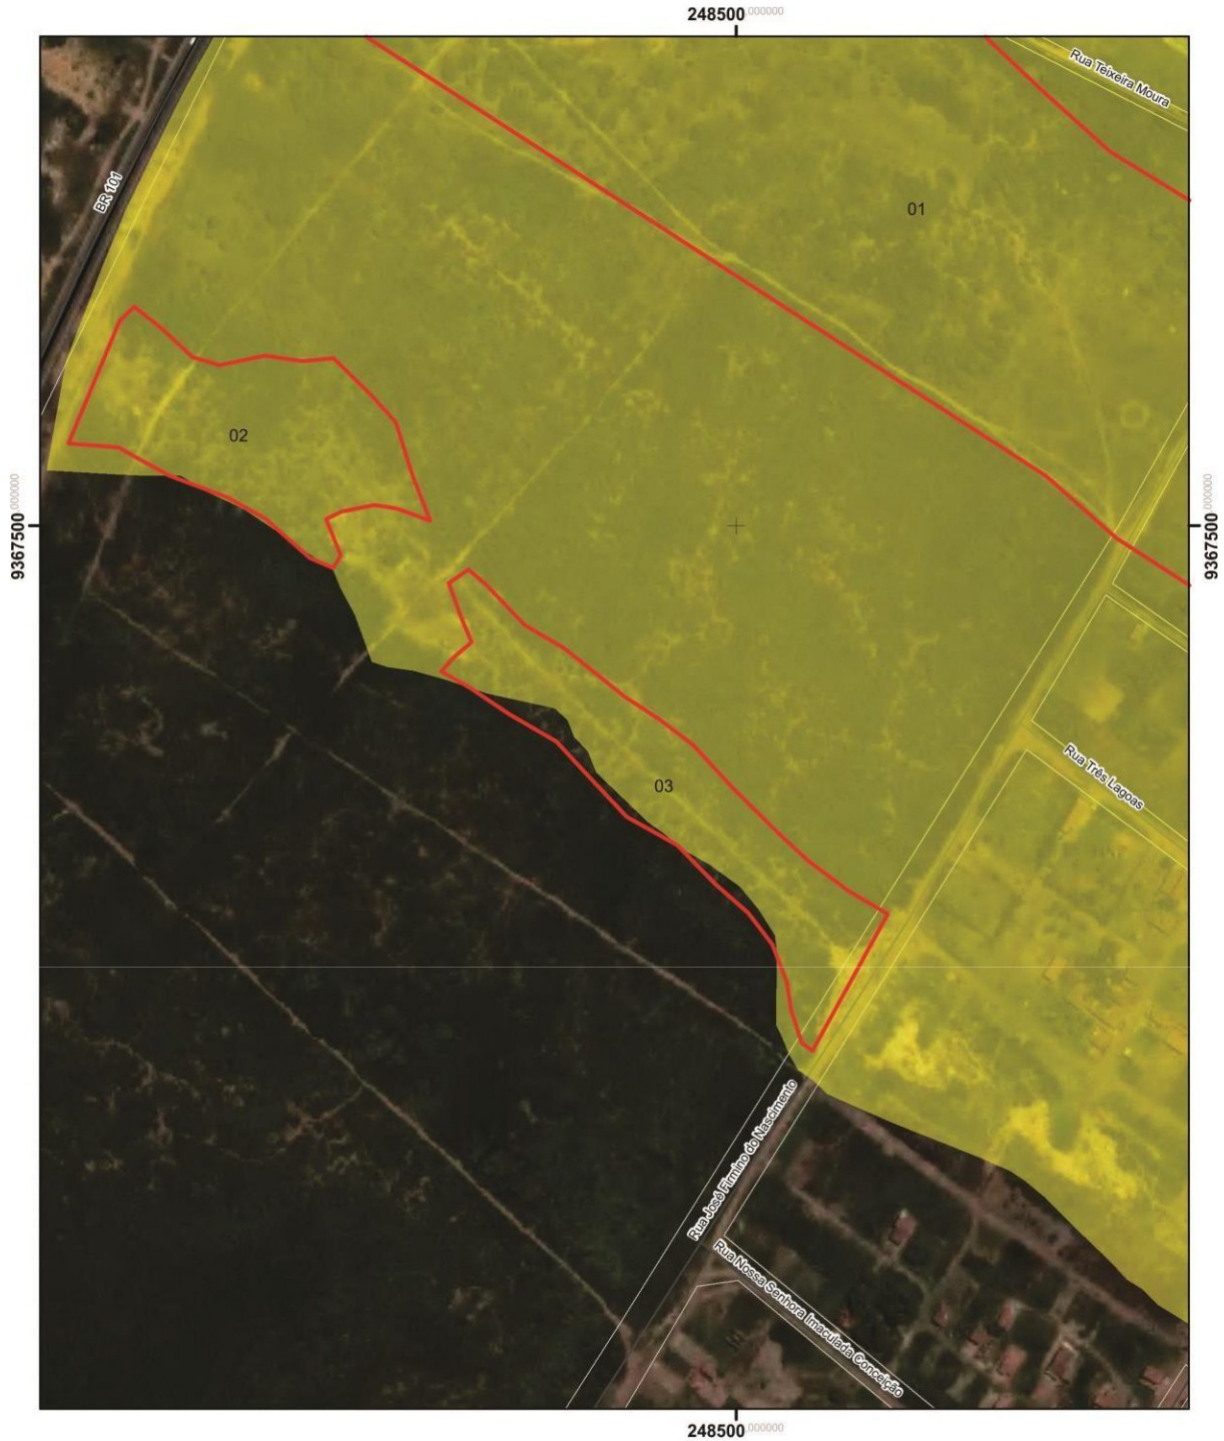 248500,000000
Rua Teixeira Moura
BR 101
01
02
9367500,000000
9367500,000000
Rua Três Lagoas
03
Rua José Firmino do Nascimento
Rua Nossa Senhora Imaculada Conceição
248500,000000